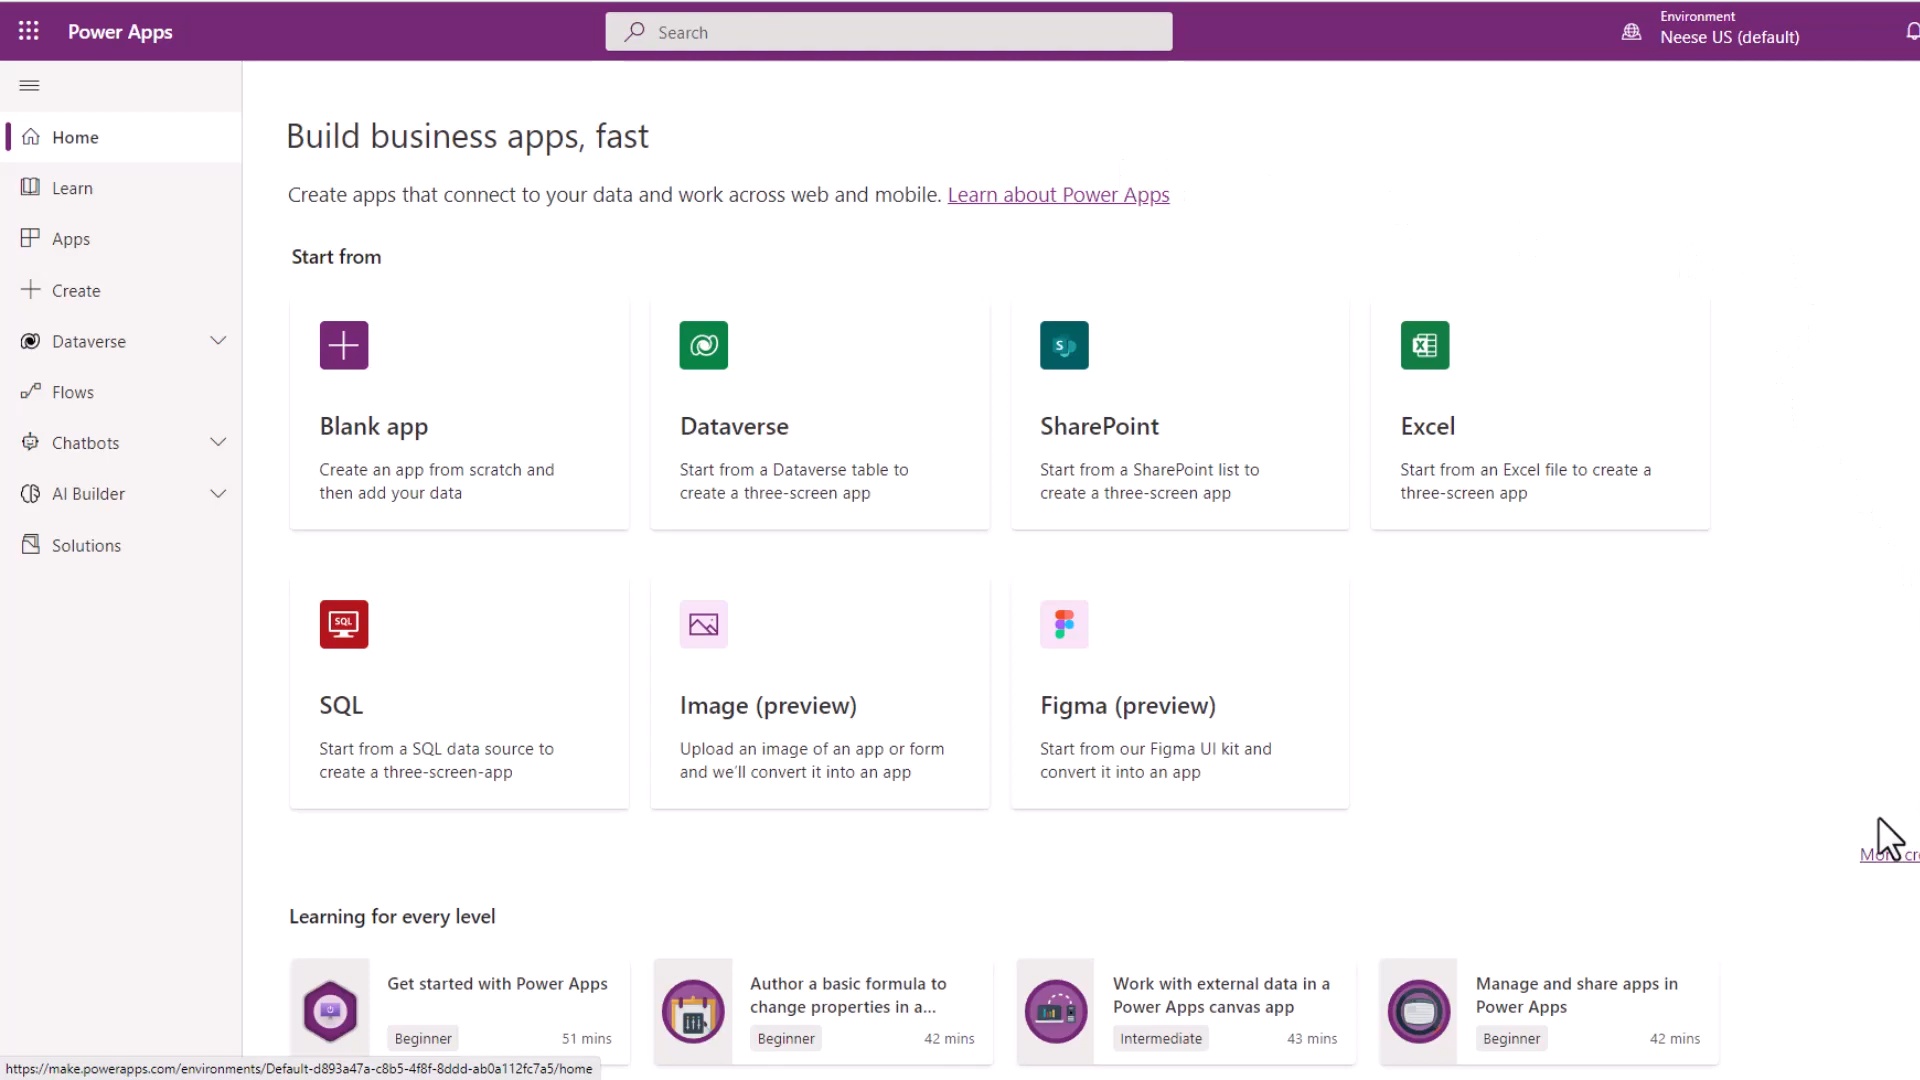 Power Apps
Search
Environment
Neese US (default)
Home
Learn
Apps
Create
Dataverse
Flows
Chatbots
AI Builder
Solutions
Build business apps, fast
Create apps that connect to your data and work across web and mobile. Learn about Power Apps
Start from
Blank app
Create an app from scratch and
then add your data
Dataverse
Start from a Dataverse table to
create a three-screen app
SharePoint
Start from a SharePoint list to
create a three-screen app
Excel
Start from an Excel file to create a
three-screen app
SQL
SQL
Start from a SQL data source to
create a three-screen-app
Image (preview)
Upload an image of an app or form
and we'll convert it into an app
Figma (preview)
Start from our Figma UI kit and
convert it into an app
Learning for every level
Get started with Power Apps
Beginner 51 mins
Author a basic formula to
change properties in a...
Beginner 42 mins
Work with external data in a
Power Apps canvas app
Intermediate 43 mins
Manage and share apps in
Power Apps
Beginner 42 mins
https://make.powerapps.com/environments/Default-d893a47a-c8b5-4f8f-8ddd-ab0a112fc7a5/home